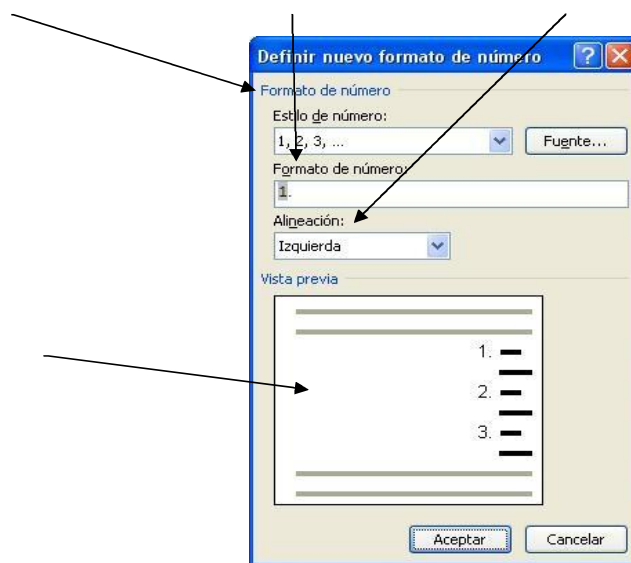 Definir nuevo formato de número
Formato de número
Estilo de número:
1, 2, 3, ...
Fuente...
Formato de número:
1.
Alineación:
Izquierda
Vista previa
1.
2.
3.
Aceptar
Cancelar